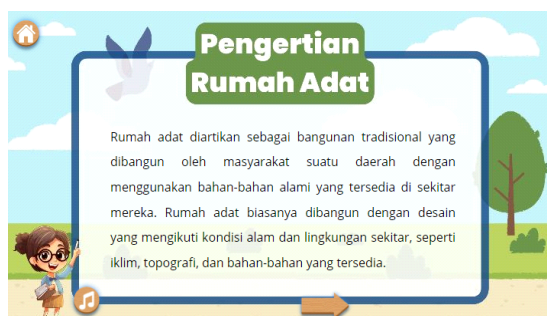 Pengertian
Rumah Adat
Rumah adat diartikan sebagai bangunan tradisional yang
dibangun oleh masyarakat suatu daerah dengan
menggunakan bahan-bahan alami yang tersedia di sekitar
mereka. Rumah adat biasanya dibangun dengan desain
yang mengikuti kondisi alam dan lingkungan sekitar, seperti
iklim, topografi, dan bahan-bahan yang tersedia.